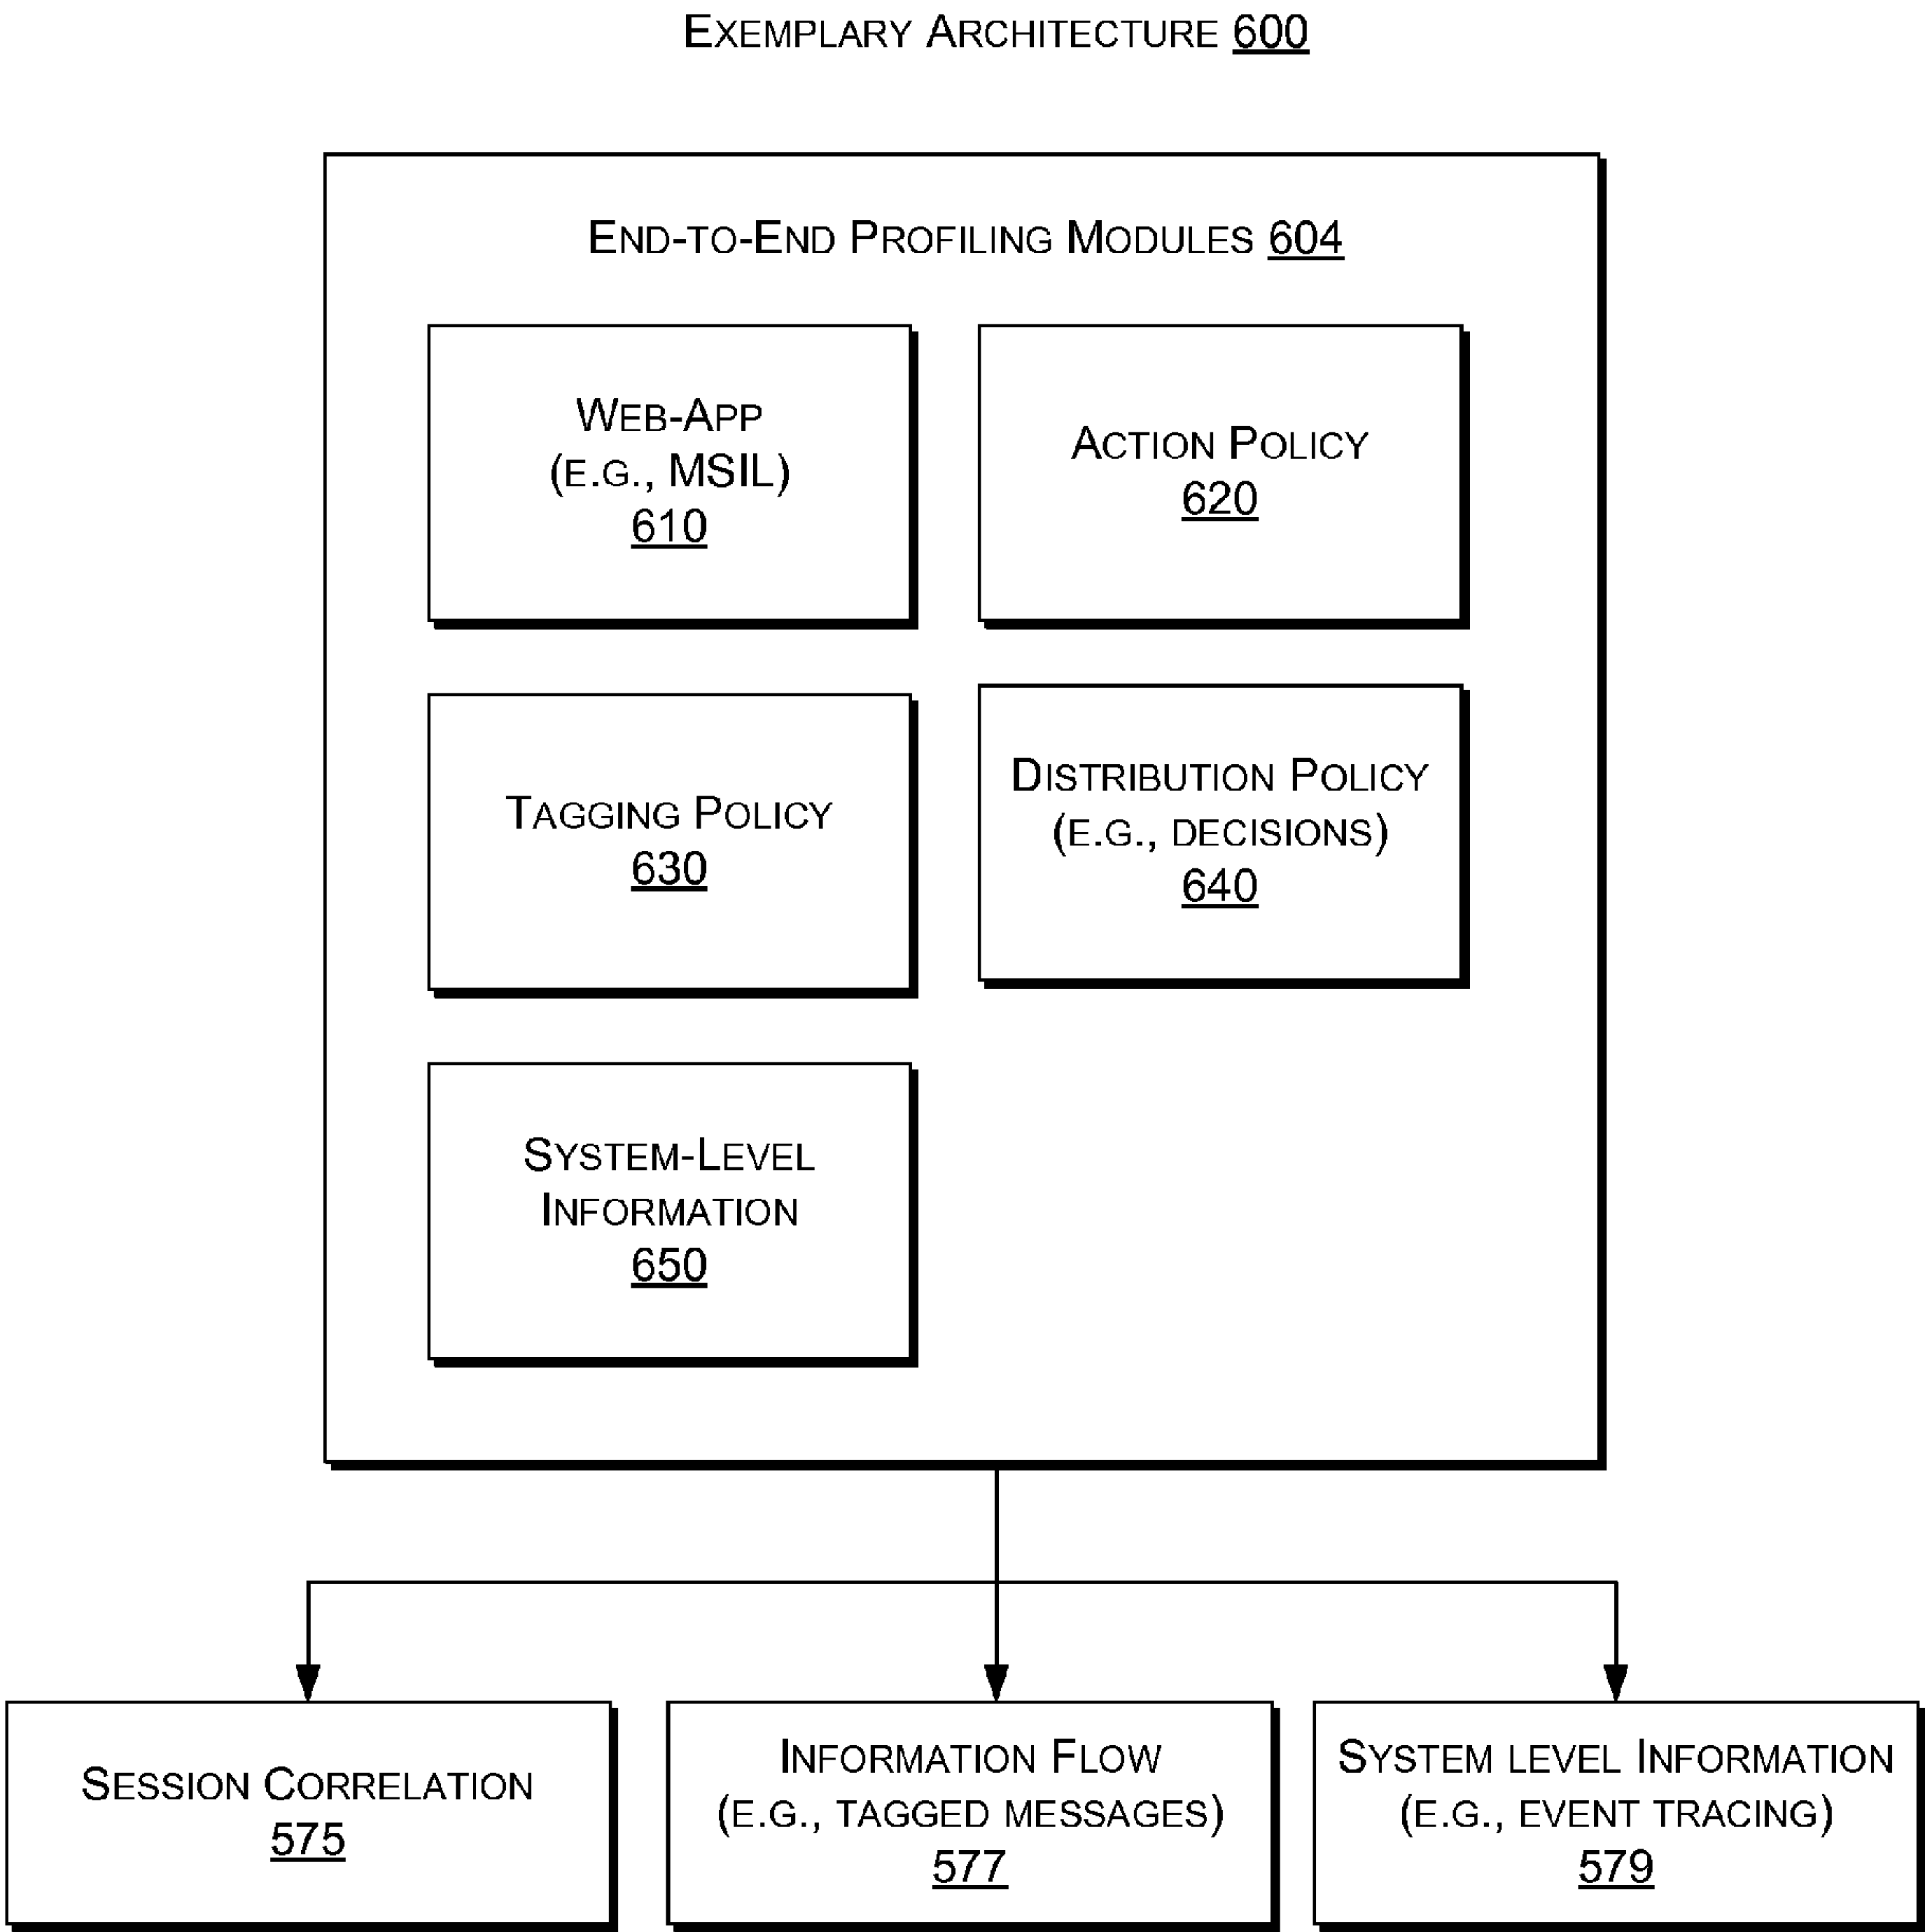 EXEMPLARY ARCHITECTURE 600
END-TO-END PROFILING MODULES 604
WEB-APP
(E.G., MSIL)
610
ACTION POLICY
620
TAGGING POLICY
630
DISTRIBUTION POLICY
(E.G., DECISIONS)
640
SYSTEM-LEVEL
INFORMATION
650
SESSION CORRELATION
575
INFORMATION FLOW
(E.G., TAGGED MESSAGES)
577
SYSTEM LEVEL INFORMATION
(E.G., EVENT TRACING)
579